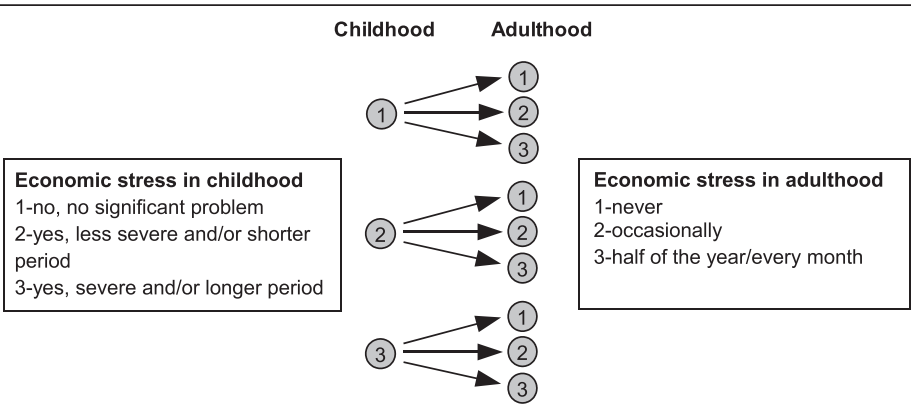 Childhood Adulthood
1
1
2
3
Economic stress in childhood
1-no, no significant problem
2-yes, less severe and/or shorter
period
3-yes, severe and/or longer period
2
1
2
3
Economic stress in adulthood
1-never
2-occasionally
3-half of the year/every month
3
1
2
3